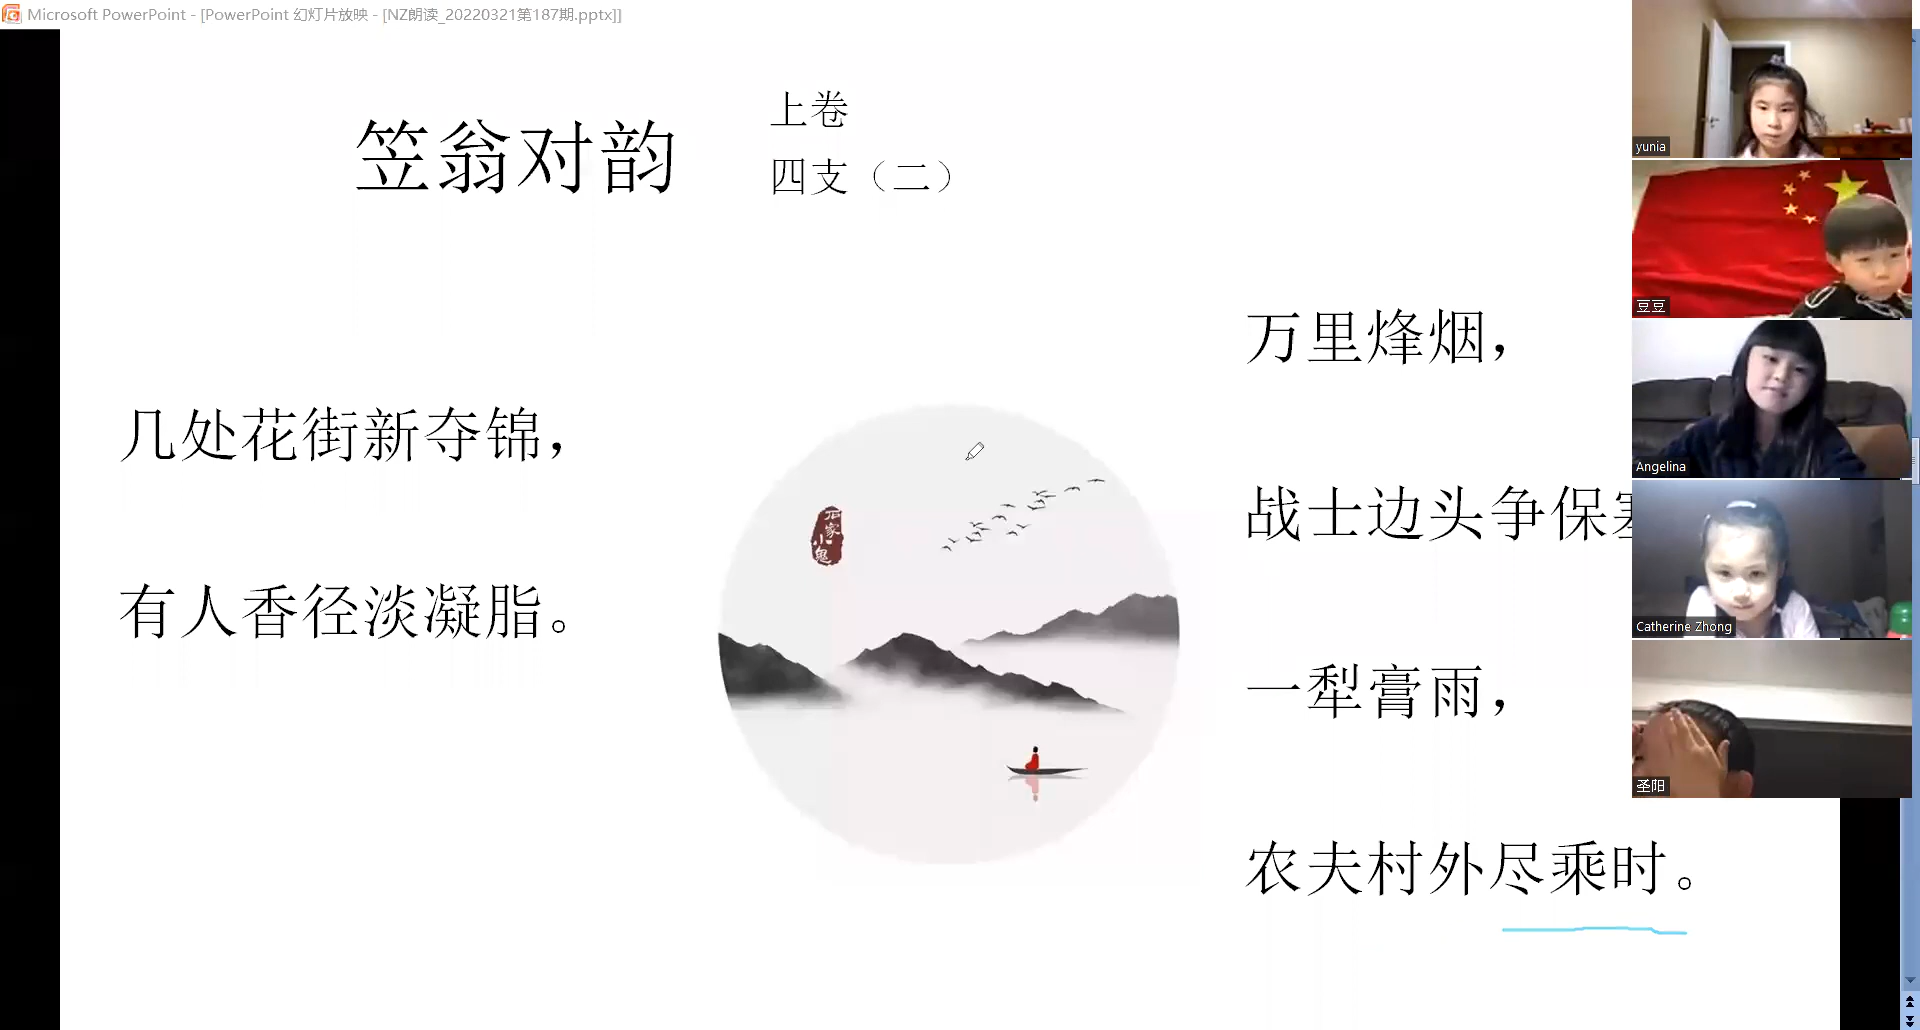 Microsoft PowerPoint - [PowerPoint 幻灯片放映 - [NZ朗读_20220321第187期.pptx]]
笠翁对韵
上卷
四支（二）
几处花街新夺锦，
有人香径淡凝脂。
万里烽烟，
战士边头争保塞
一犁膏雨，
农夫村外尽乘时。
yunia
豆豆
Angelina
Catherine Zhong
圣阳